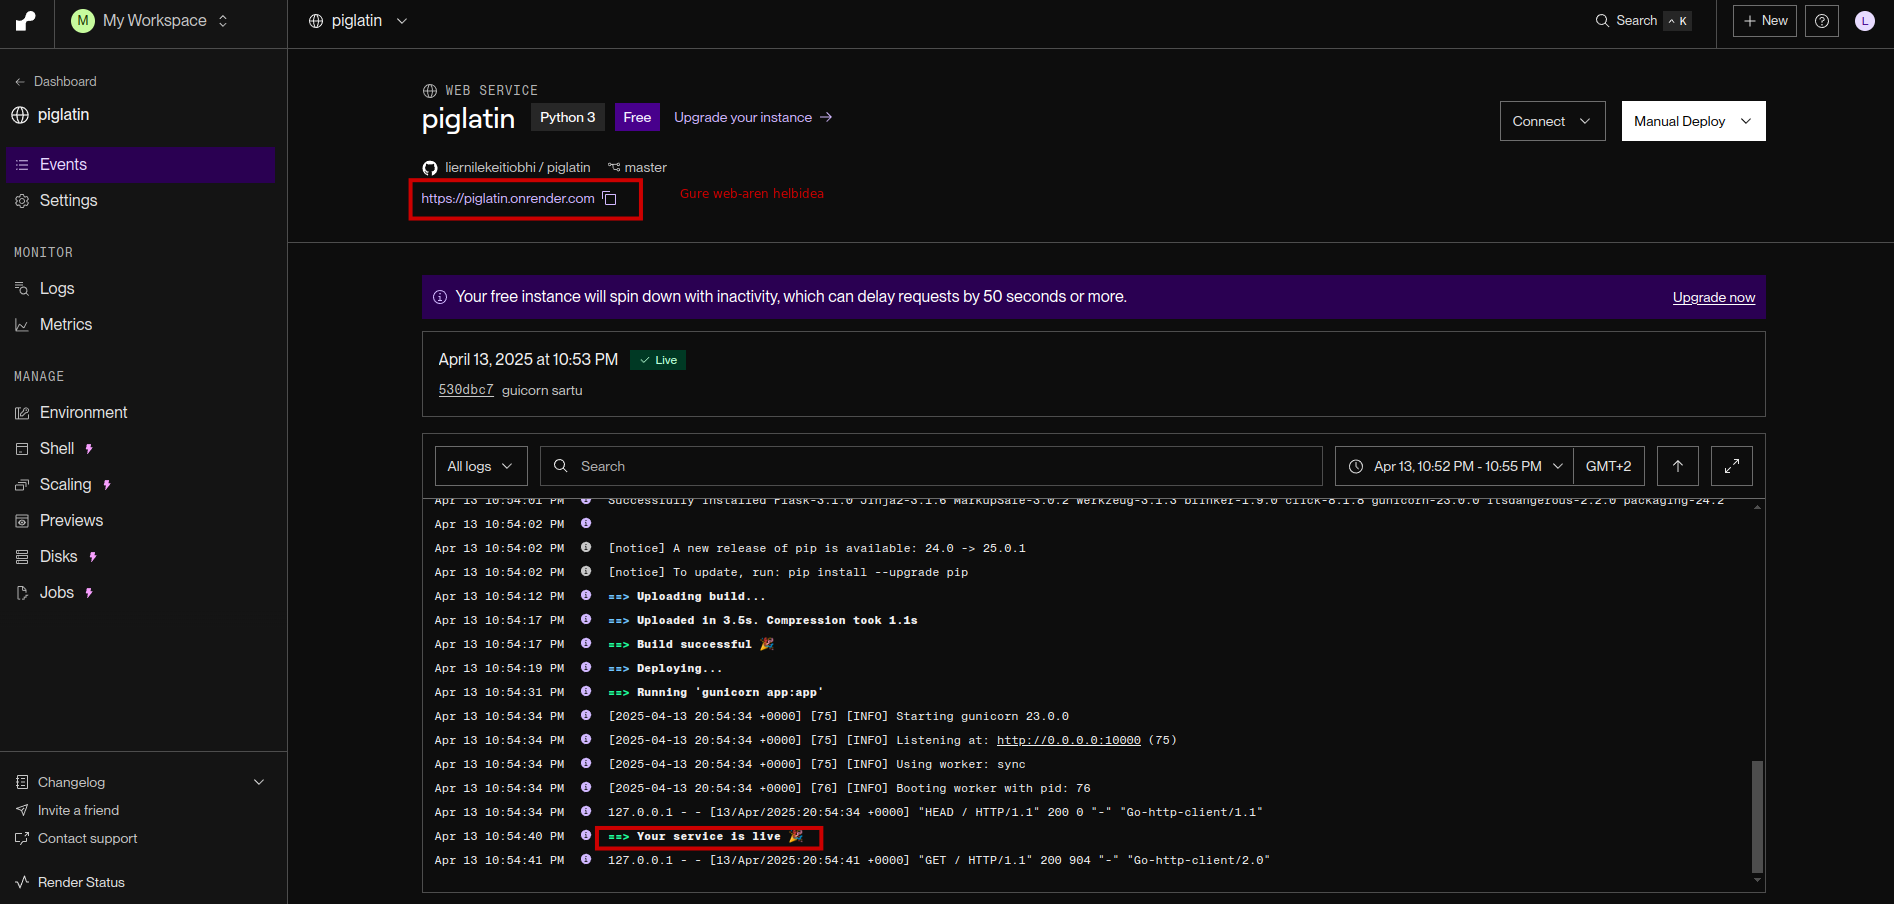 M My Workspace
piglatin
Search ^ K
+ New
L
← Dashboard
piglatin
Events
Settings
MONITOR
Logs
Metrics
MANAGE
Environment
Shell
Scaling
Previews
Disks
Jobs
Changelog
Invite a friend
Contact support
Render Status
WEB SERVICE
piglatin Python 3 Free Upgrade your instance →
Connect
Manual Deploy
liernilekeitiobhi / piglatin master
https://piglatin.onrender.com
Gure web-aren helbidea
Your free instance will spin down with inactivity, which can delay requests by 50 seconds or more.
Upgrade now
April 13, 2025 at 10:53 PM ✓ Live
530dbc7 guicorn sartu
All logs
Search
Apr 13, 10:52 PM - 10:55 PM
GMT+2
Apr 13 10:54:01 PM Successfully installed Flask-3.1.0 Jinja2-3.1.6 MarkupSafe-3.0.2 Werkzeug-3.1.3 blinker-1.9.0 click-8.1.8 gunicorn-23.0.0 itsdangerous-2.2.0 packaging-24.2
Apr 13 10:54:02 PM
Apr 13 10:54:02 PM [notice] A new release of pip is available: 24.0 -> 25.0.1
Apr 13 10:54:02 PM [notice] To update, run: pip install --upgrade pip
Apr 13 10:54:12 PM ==> Uploading build...
Apr 13 10:54:17 PM ==> Uploaded in 3.5s. Compression took 1.1s
Apr 13 10:54:17 PM ==> Build successful 🎉
Apr 13 10:54:19 PM ==> Deploying...
Apr 13 10:54:31 PM ==> Running 'gunicorn app:app'
Apr 13 10:54:34 PM [2025-04-13 20:54:34 +0000] [75] [INFO] Starting gunicorn 23.0.0
Apr 13 10:54:34 PM [2025-04-13 20:54:34 +0000] [75] [INFO] Listening at: http://0.0.0.0:10000 (75)
Apr 13 10:54:34 PM [2025-04-13 20:54:34 +0000] [75] [INFO] Using worker: sync
Apr 13 10:54:34 PM [2025-04-13 20:54:34 +0000] [76] [INFO] Booting worker with pid: 76
Apr 13 10:54:34 PM 127.0.0.1 - - [13/Apr/2025:20:54:34 +0000] "HEAD / HTTP/1.1" 200 0 "-" "Go-http-client/1.1"
Apr 13 10:54:40 PM ==> Your service is live 🎉
Apr 13 10:54:41 PM 127.0.0.1 - - [13/Apr/2025:20:54:41 +0000] "GET / HTTP/1.1" 200 904 "-" "Go-http-client/2.0"